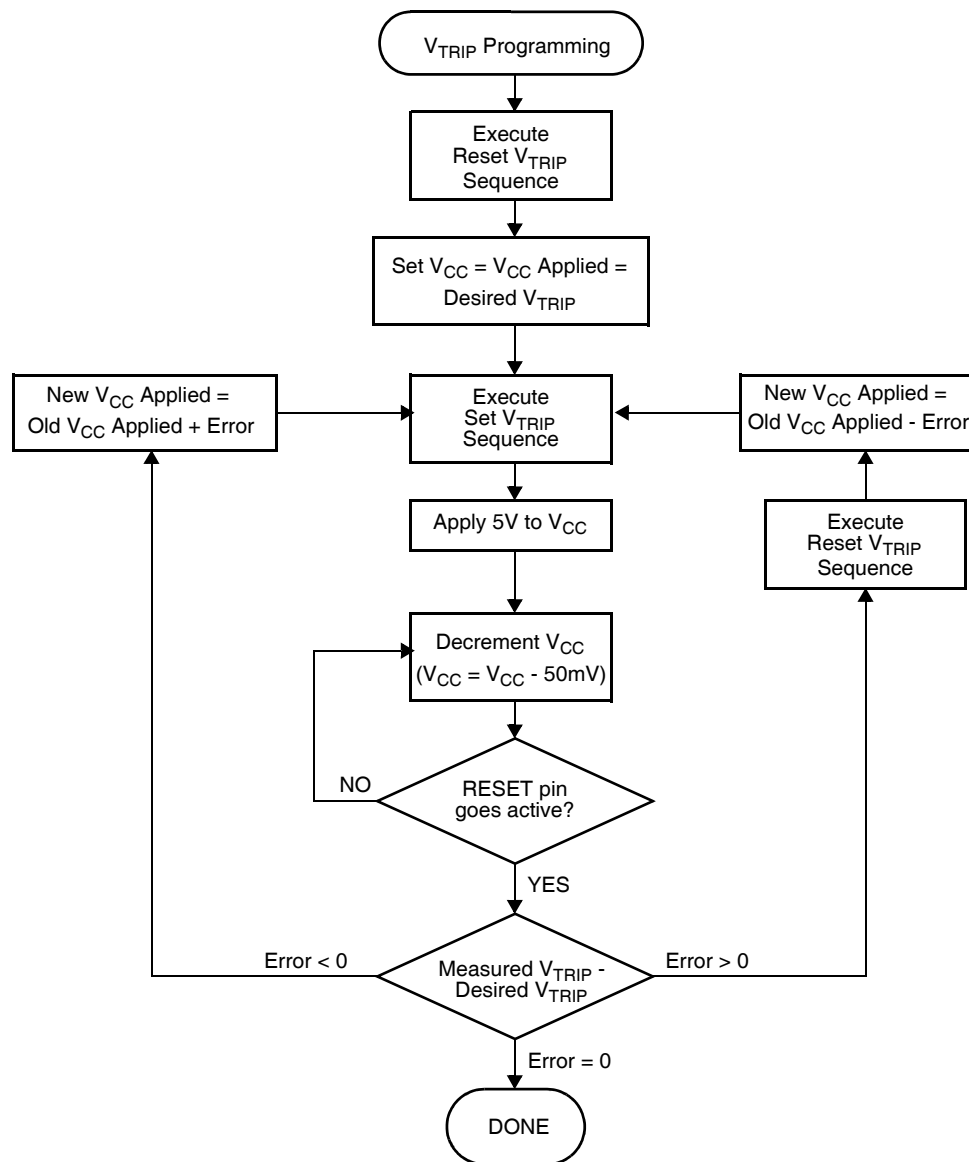 V_TRIP Programming
Execute
Reset V_TRIP
Sequence
Set V_CC = V_CC Applied =
Desired V_TRIP
New V_CC Applied =
Old V_CC Applied + Error
Execute
Set V_TRIP
Sequence
New V_CC Applied =
Old V_CC Applied - Error
Apply 5V to V_CC
Execute
Reset V_TRIP
Sequence
Decrement V_CC
(V_CC = V_CC - 50mV)
NO
RESET pin
goes active?
YES
Error < 0
Measured V_TRIP -
Desired V_TRIP
Error > 0
Error = 0
DONE